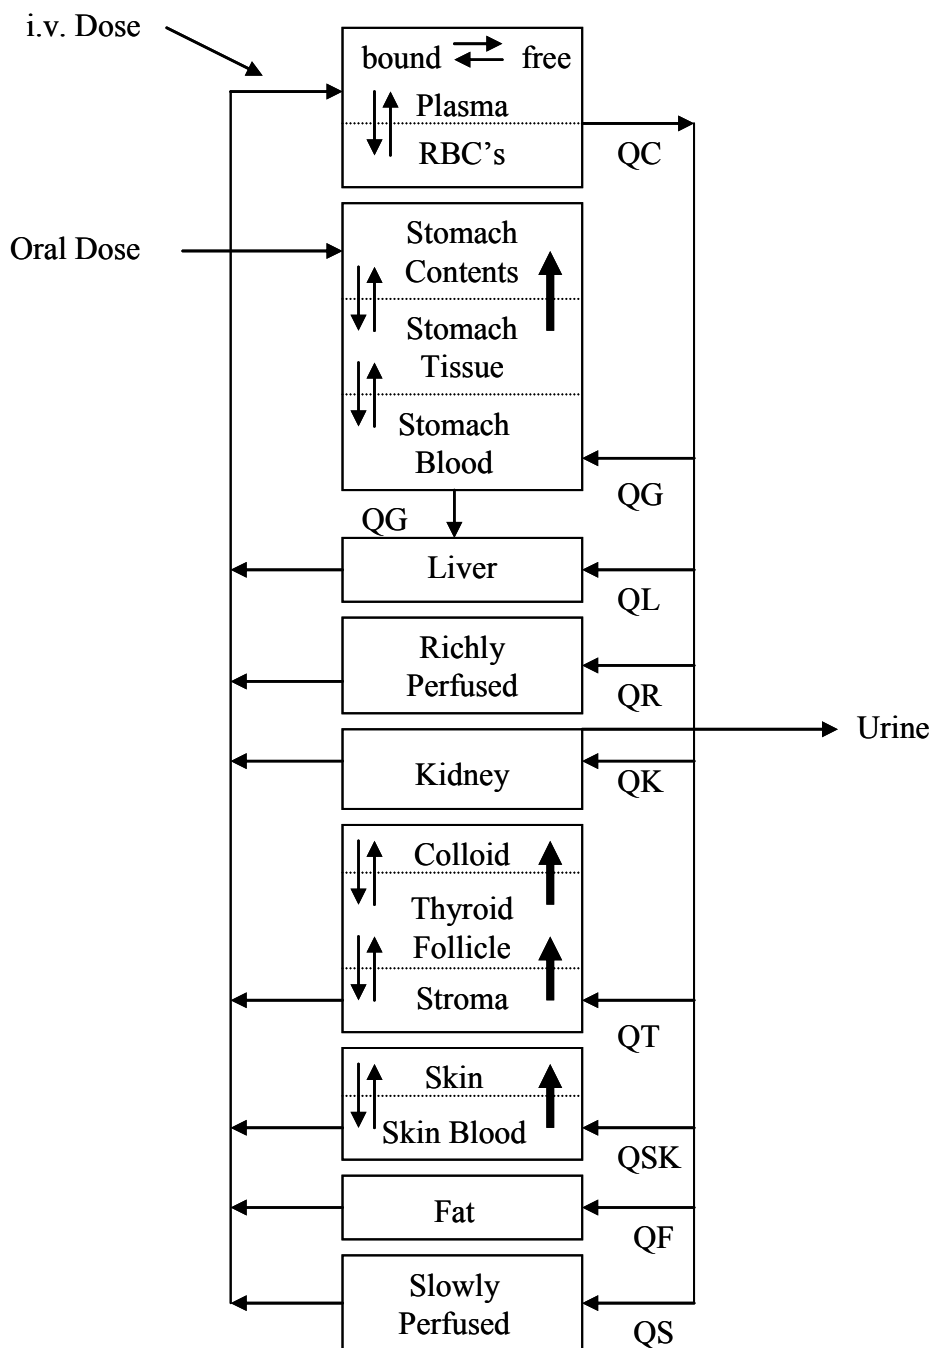 i.v. Dose
bound free
Plasma
RBC's
QC
Oral Dose
Stomach
Contents
Stomach
Tissue
Stomach
Blood
QG
QG
Liver
QL
Richly
Perfused
QR
Urine
Kidney
QK
Colloid
Thyroid
Follicle
Stroma
QT
Skin
Skin Blood
QSK
Fat
QF
Slowly
Perfused
QS